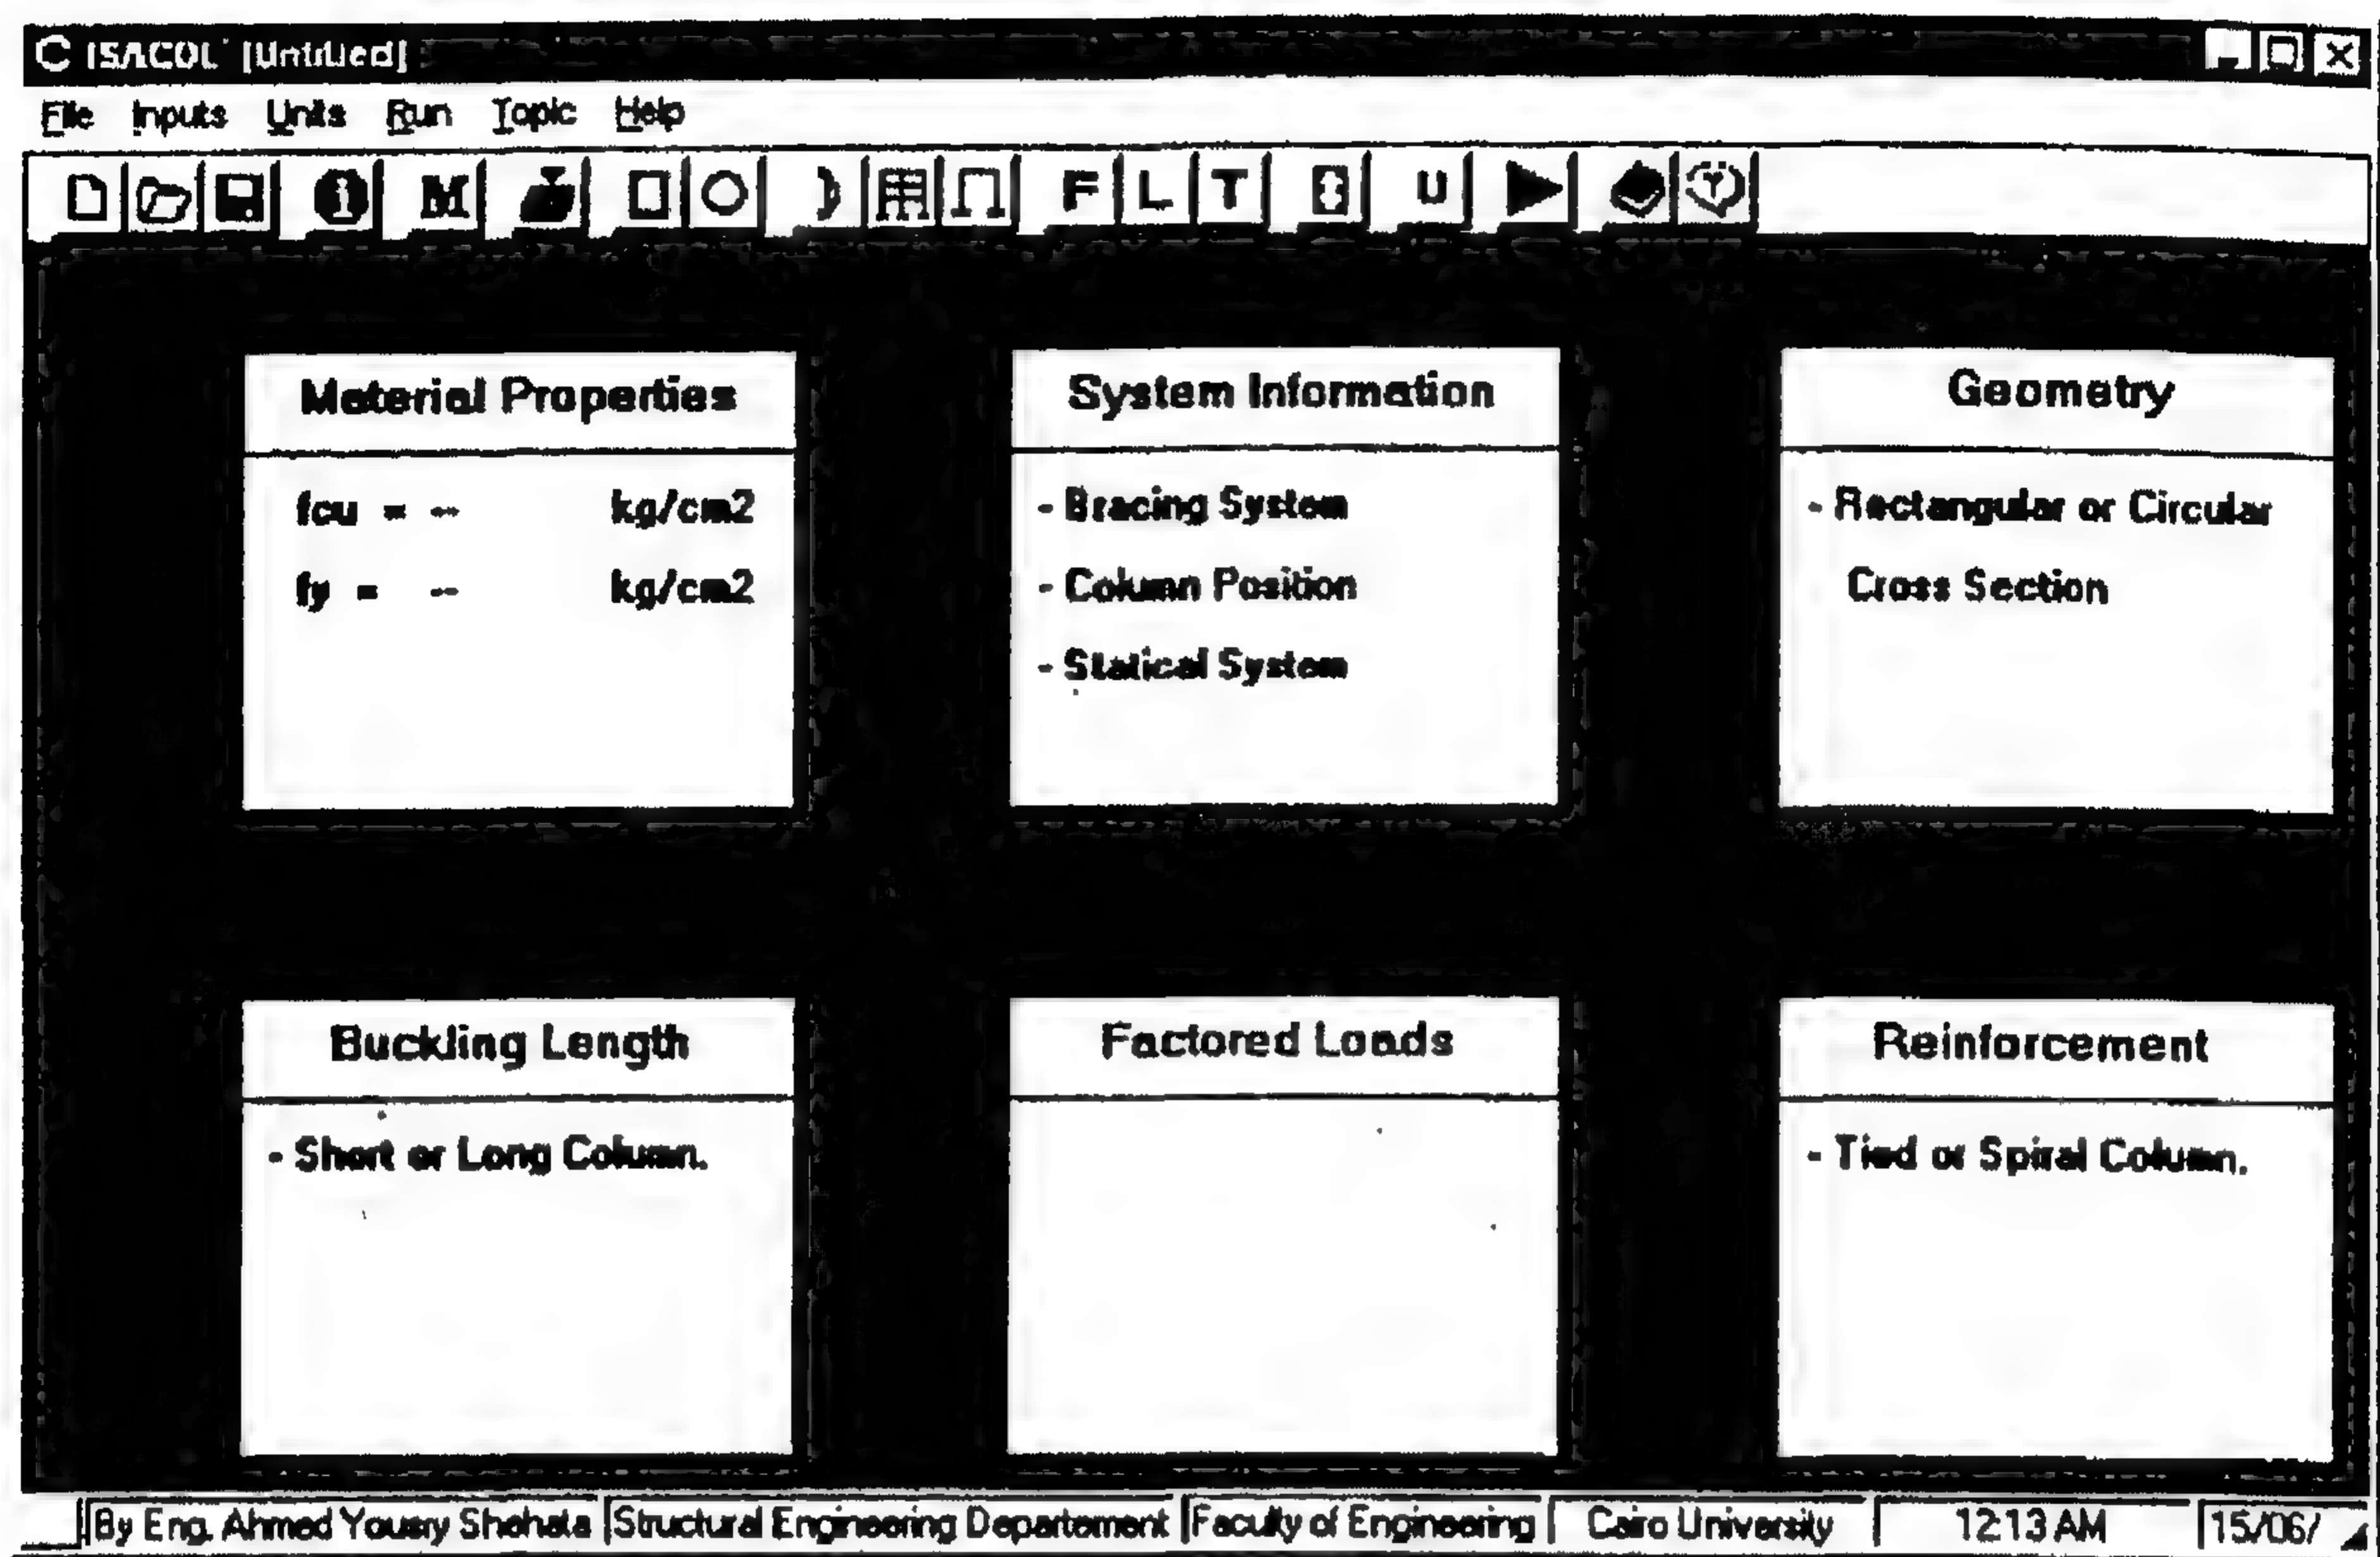 ISACOL [Untitled]
File Inputs Units Run Topic Help
M F L T U
Material Properties
fcu = -- kg/cm2
fy = -- kg/cm2
System Information
- Bracing System
- Column Position
- Statical System
Geometry
- Rectangular or Circular
Cross Section
Buckling Length
- Short or Long Column.
Factored Loads
Reinforcement
- Tied or Spiral Column.
By Eng. Ahmed Yousry Shehata Structural Engineering Departement Faculty of Engineering Cairo University 12:13 AM 15/06/